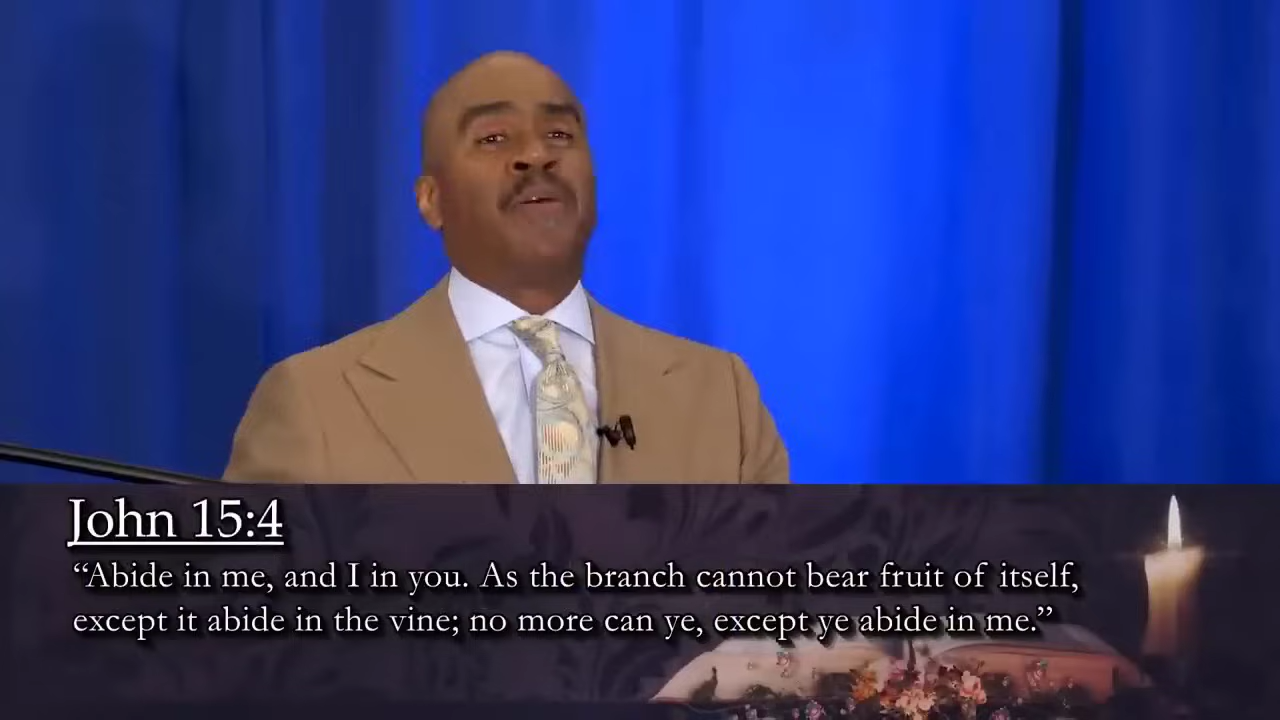 John 15:4
“Abide in me, and I in you. As the branch cannot bear fruit of itself,
except it abide in the vine; no more can ye, except ye abide in me.”